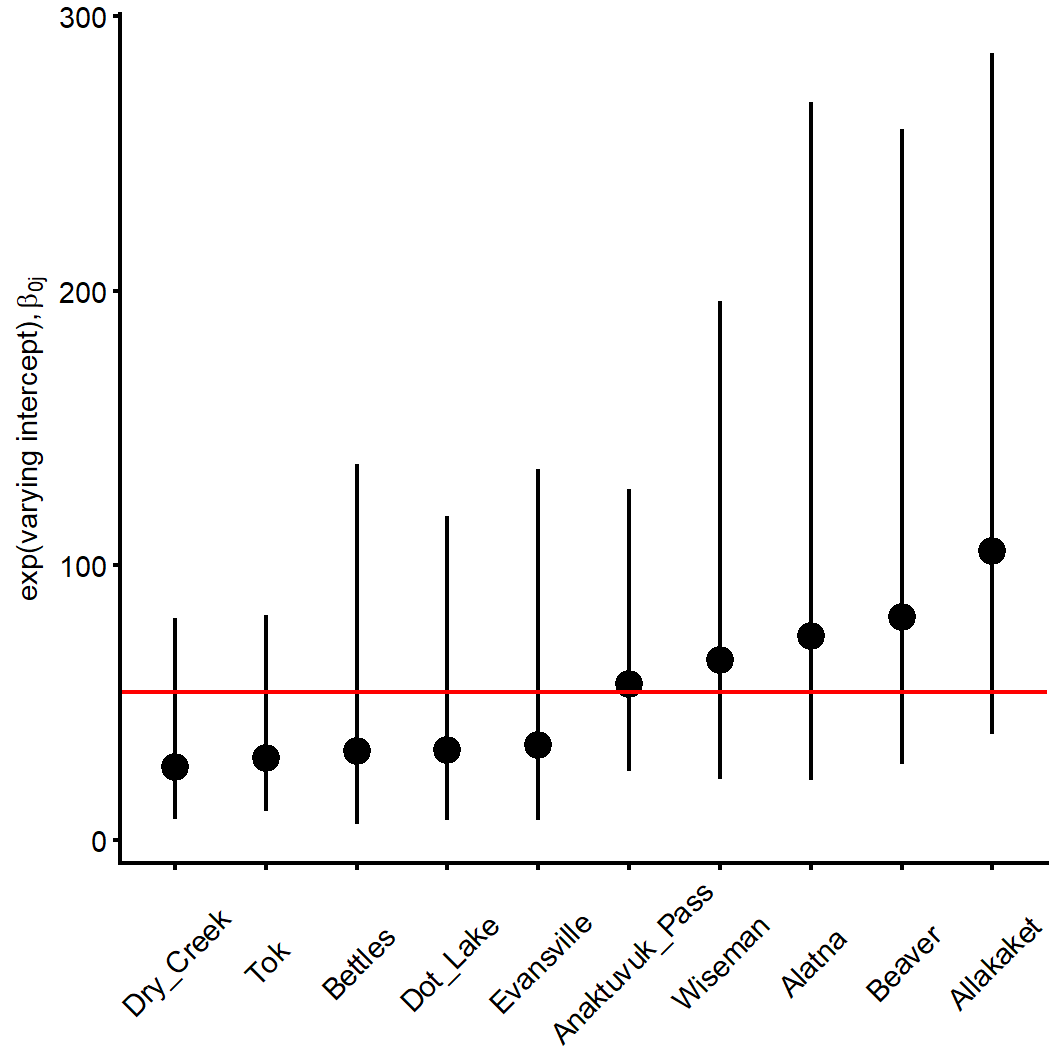 300
200
100
0
exp(varying intercept), β0j
Dry_Creek
Tok
Bettles
Dot_Lake
Evansville
Anaktuvuk_Pass
Wiseman
Alatna
Beaver
Allakaket